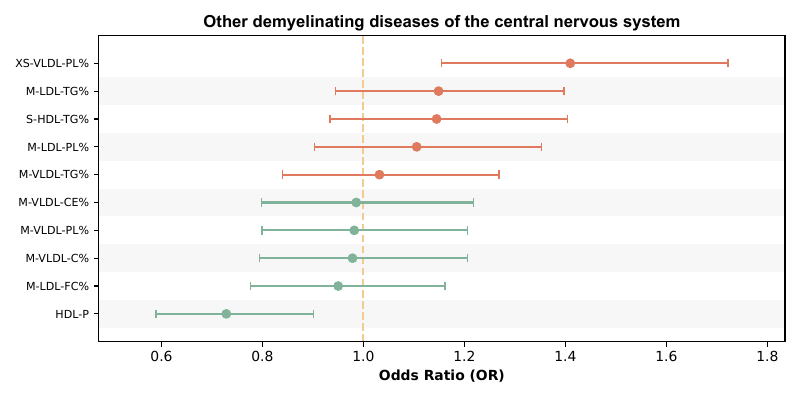 Other demyelinating diseases of the central nervous system
XS-VLDL-PL%
M-LDL-TG%
S-HDL-TG%
M-LDL-PL%
M-VLDL-TG%
M-VLDL-CE%
M-VLDL-PL%
M-VLDL-C%
M-LDL-FC%
HDL-P
0.6 0.8 1.0 1.2 1.4 1.6 1.8
Odds Ratio (OR)